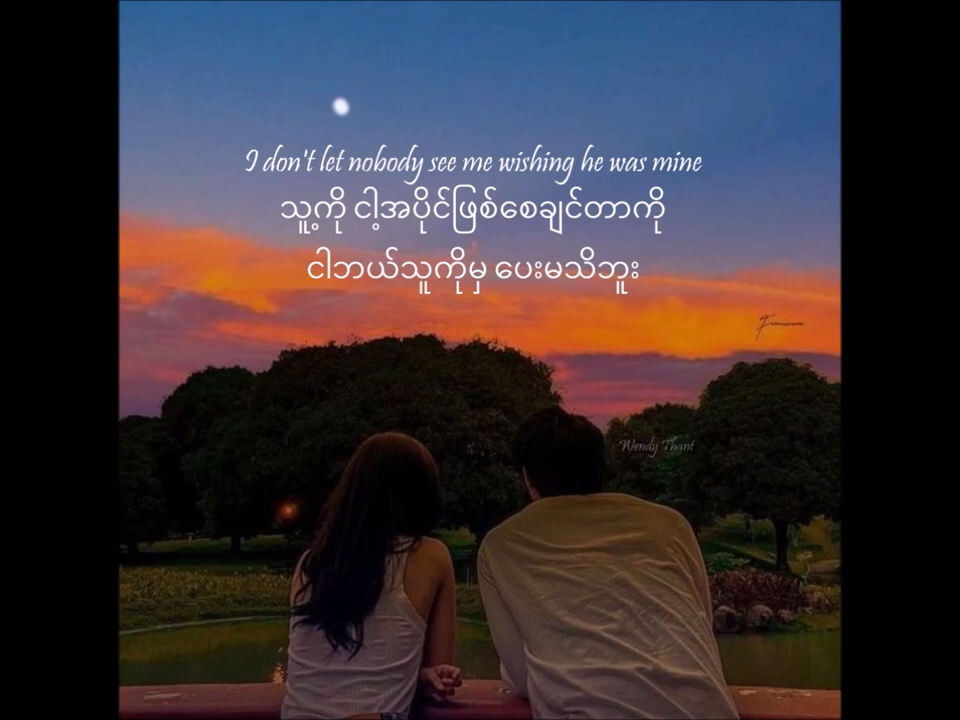 I don't let nobody see me wishing he was mine
သူ့ကို ငါ့အပိုင်ဖြစ်စေချင်တာကို
ငါဘယ်သူကိုမှ ပေးမသိဘူး
Wendy Thant